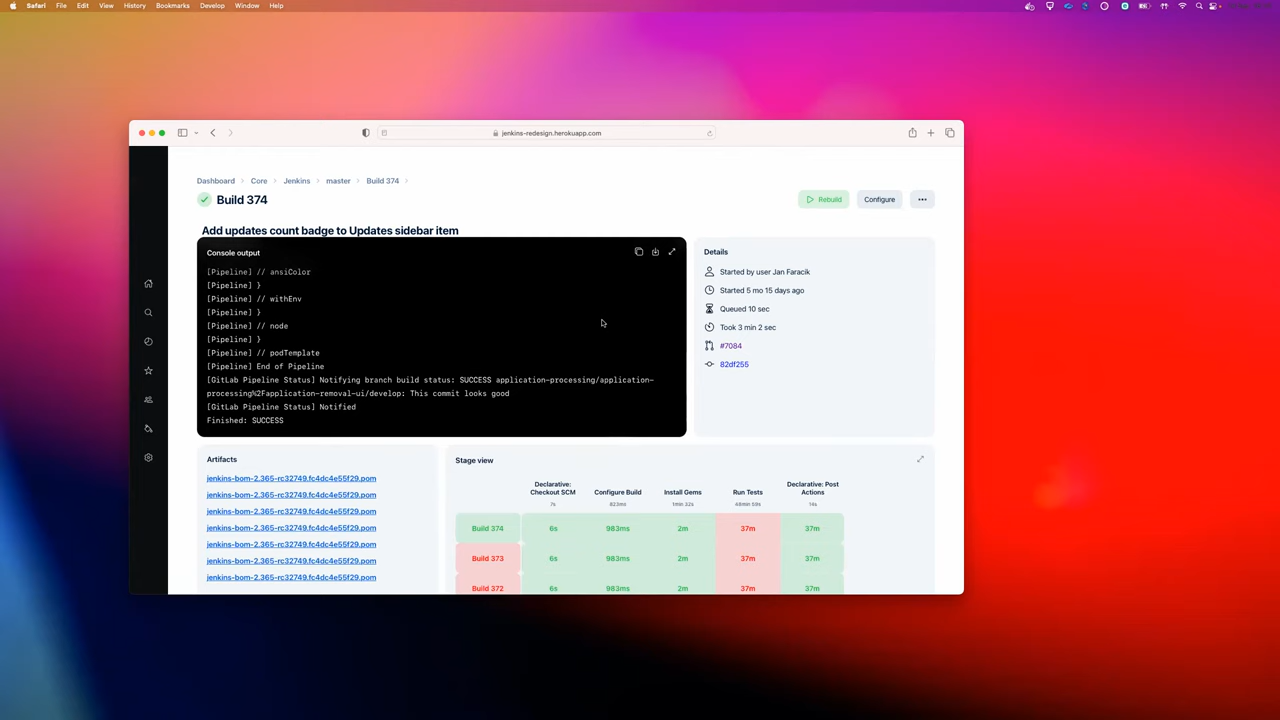 Safari File Edit View History Bookmarks Develop Window Help
jenkins-redesign.herokuapp.com
Dashboard Core Jenkins master Build 374
Build 374
Rebuild Configure
Add updates count badge to Updates sidebar item
Console output
[Pipeline] // ansiColor
[Pipeline] }
[Pipeline] // withEnv
[Pipeline] }
[Pipeline] // node
[Pipeline] }
[Pipeline] // podTemplate
[Pipeline] End of Pipeline
[GitLab Pipeline Status] Notifying branch build status: SUCCESS application-processing/application-
processing%2Fapplication-removal-ui/develop: This commit looks good
[GitLab Pipeline Status] Notified
Finished: SUCCESS
Details
Started by user Jan Faracik
Started 5 mo 15 days ago
Queued 10 sec
Took 3 min 2 sec
#7084
82df255
Artifacts
jenkins-bom-2.365-rc32749.fc4dc4e55f29.pom
jenkins-bom-2.365-rc32749.fc4dc4e55f29.pom
jenkins-bom-2.365-rc32749.fc4dc4e55f29.pom
jenkins-bom-2.365-rc32749.fc4dc4e55f29.pom
jenkins-bom-2.365-rc32749.fc4dc4e55f29.pom
jenkins-bom-2.365-rc32749.fc4dc4e55f29.pom
jenkins-bom-2.365-rc32749.fc4dc4e55f29.pom
Stage view
Declarative: Checkout SCM Configure Build Install Gems Run Tests Declarative: Post Actions
7s 823ms 1min 32s 48min 59s 14s
Build 374 6s 983ms 2m 37m 37m
Build 373 6s 983ms 2m 37m 37m
Build 372 6s 983ms 2m 37m 37m